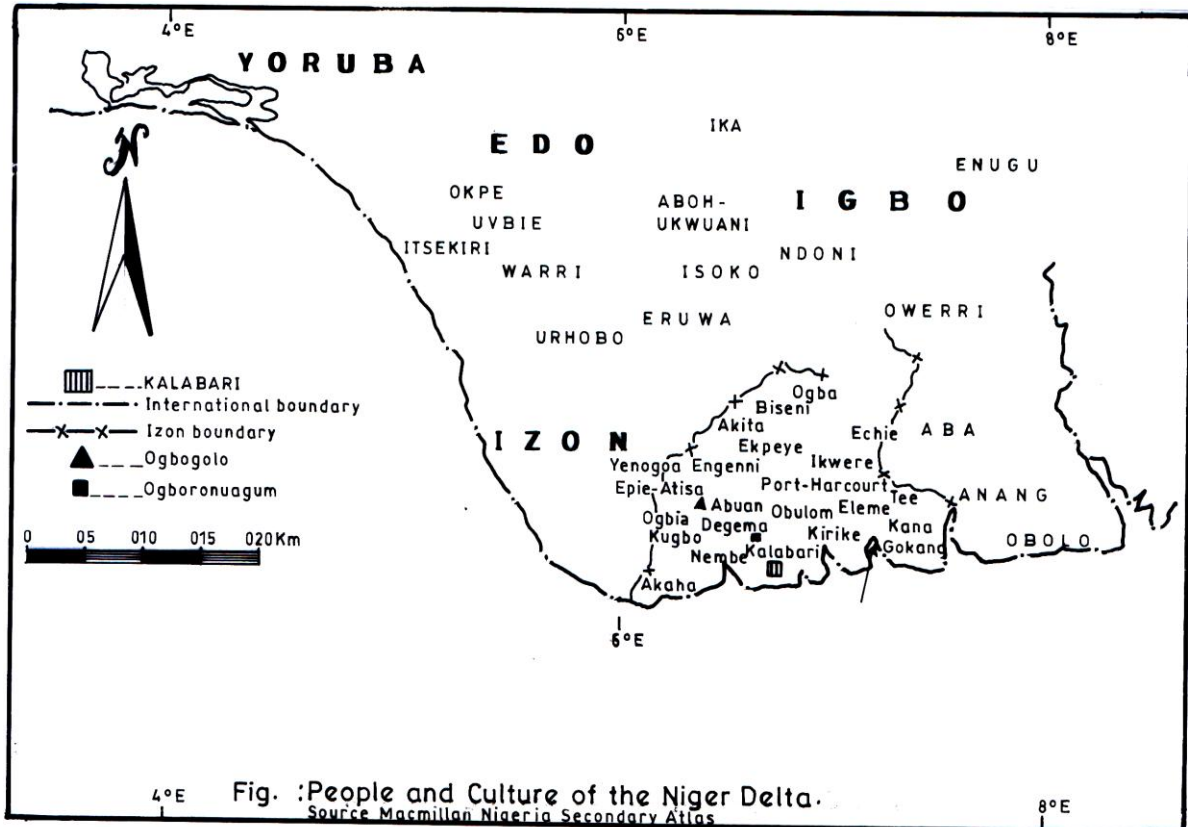 4°E
6°E
8°E
YORUBA
EDO
IKA
ENUGU
IGBO
OKPE
ABOH-
UKWUANI
UVBIE
ITSEKIRI
NDONI
WARRI
ISOKO
OWERRI
ERUWA
URHOBO
N
KALABARI
International boundary
Izon boundary
Ogbogolo
Ogboronuagum
0 05 010 015 020Km
IZON
Ogba
Biseni
Akita
Echie
ABA
Ekpeye
Yenogoa
Engenni
Ikwere
Epie-Atisa
Port-Harcourt
Tee
ANANG
Abuan
Obulom
Eleme
Ogbia
Degema
Kirike
Kana
Kugbo
OBOLO
Nembe
Kalabari
Gokana
Akaha
6°E
4°E
8°E
Fig. :People and Culture of the Niger Delta.
Source Macmillan Nigeria Secondary Atlas